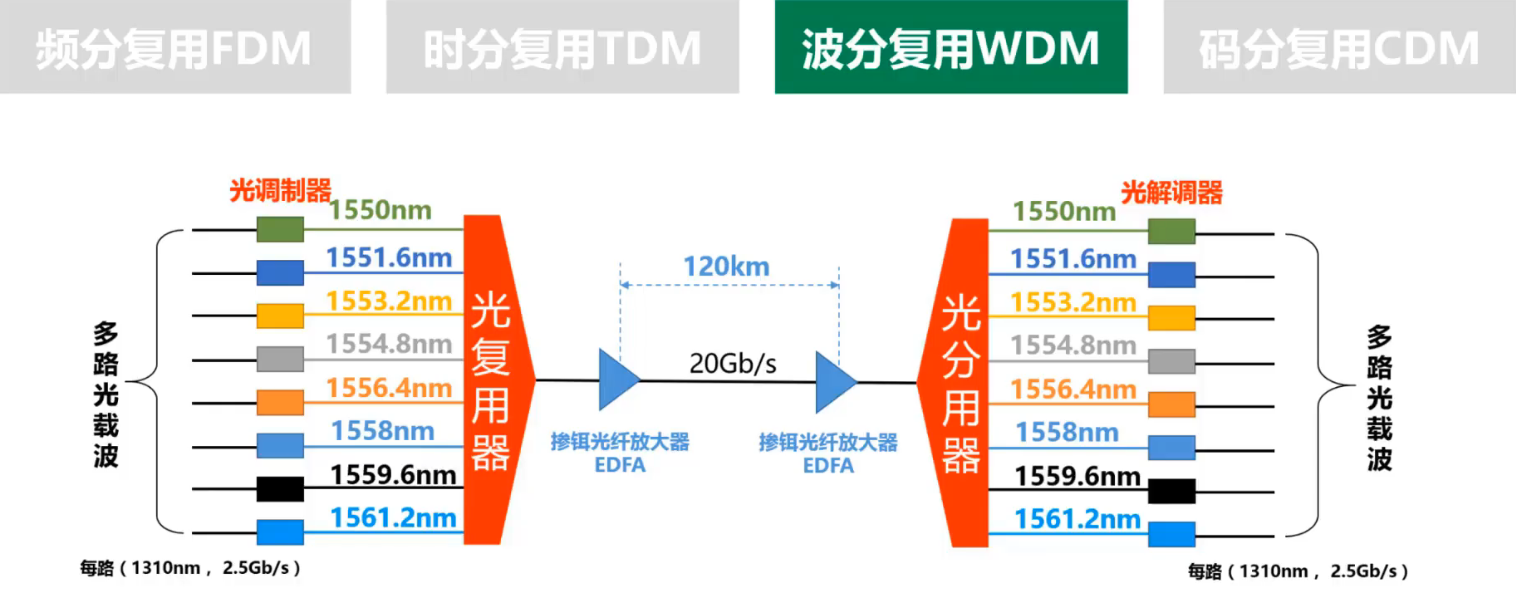 频分复用FDM
时分复用TDM
波分复用WDM
码分复用CDM
光调制器
1550nm
1551.6nm
1553.2nm
1554.8nm
1556.4nm
1558nm
1559.6nm
1561.2nm
多路光载波
每路（1310nm ，2.5Gb/s）
光复用器
120km
20Gb/s
掺铒光纤放大器
EDFA
掺铒光纤放大器
EDFA
光分用器
光解调器
1550nm
1551.6nm
1553.2nm
1554.8nm
1556.4nm
1558nm
1559.6nm
1561.2nm
多路光载波
每路（1310nm ，2.5Gb/s）